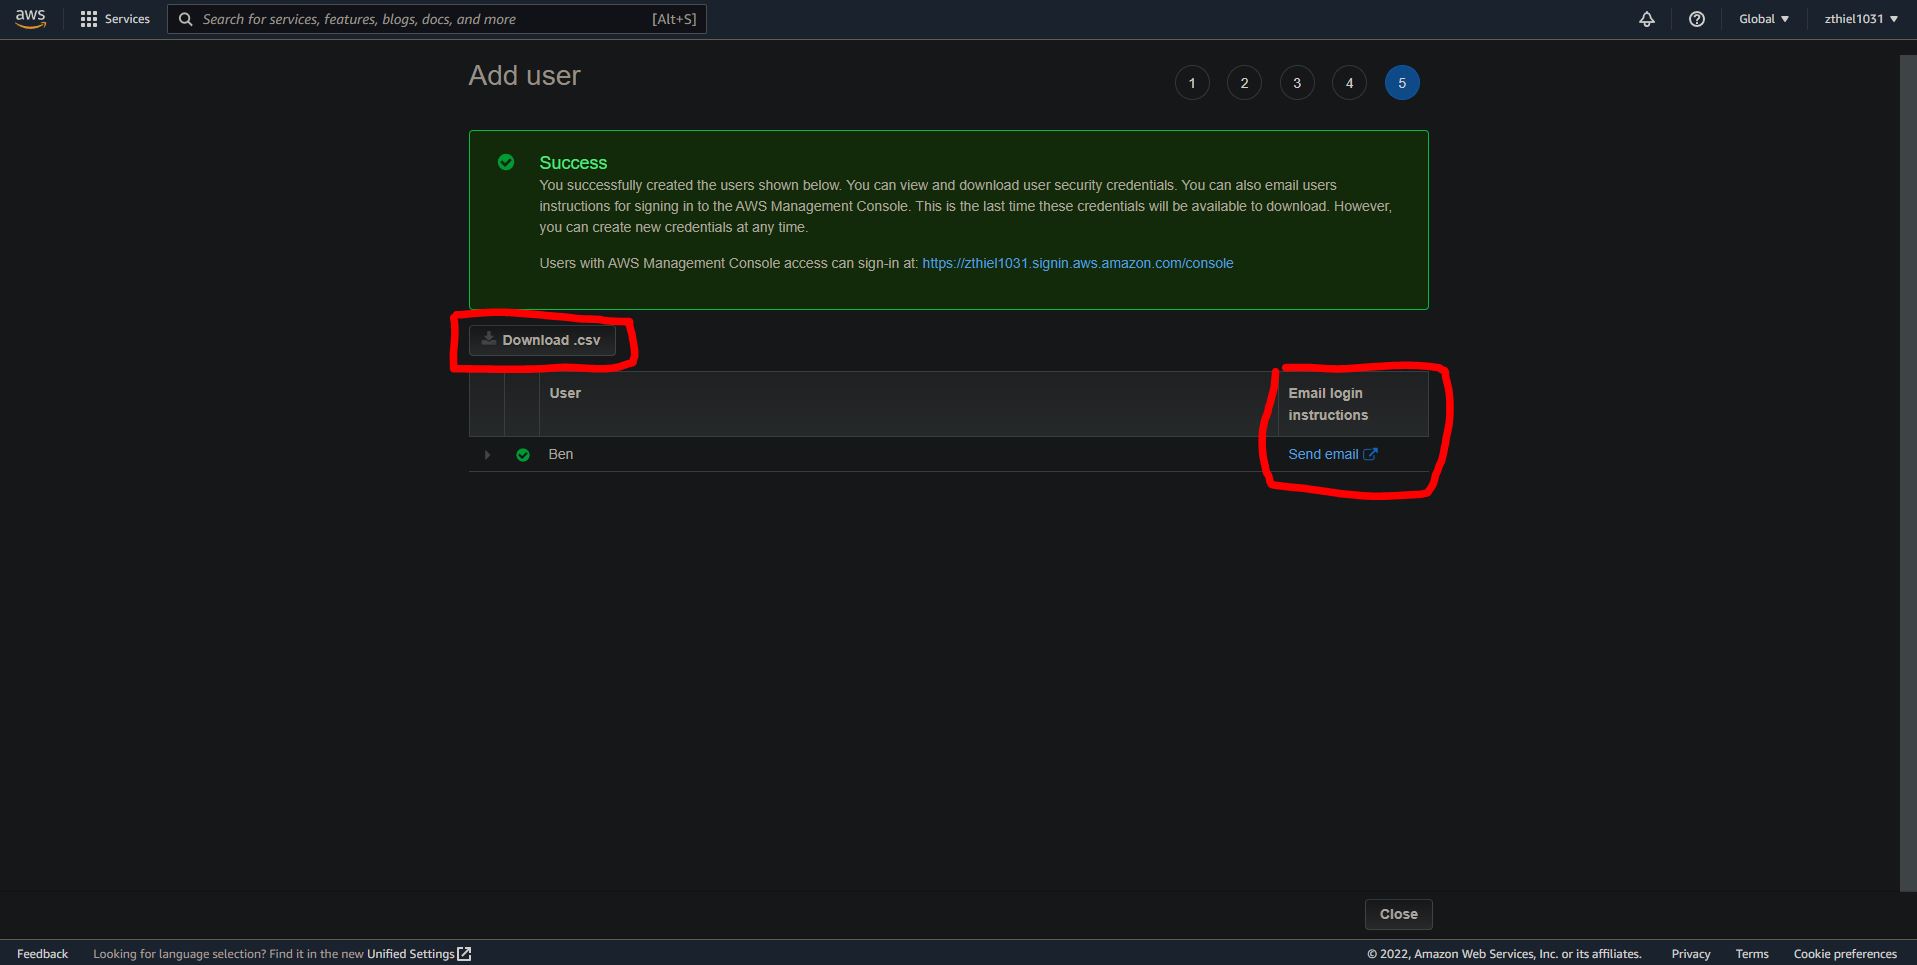 aws
Services
Search for services, features, blogs, docs, and more
[Alt+S]
Global
zthiel1031
Add user
1
2
3
4
5
Success
You successfully created the users shown below. You can view and download user security credentials. You can also email users
instructions for signing in to the AWS Management Console. This is the last time these credentials will be available to download. However,
you can create new credentials at any time.
Users with AWS Management Console access can sign-in at: https://zthiel1031.signin.aws.amazon.com/console
Download .csv
User
Email login
instructions
Ben
Send email
Close
Feedback
Looking for language selection? Find it in the new Unified Settings
© 2022, Amazon Web Services, Inc. or its affiliates.
Privacy
Terms
Cookie preferences